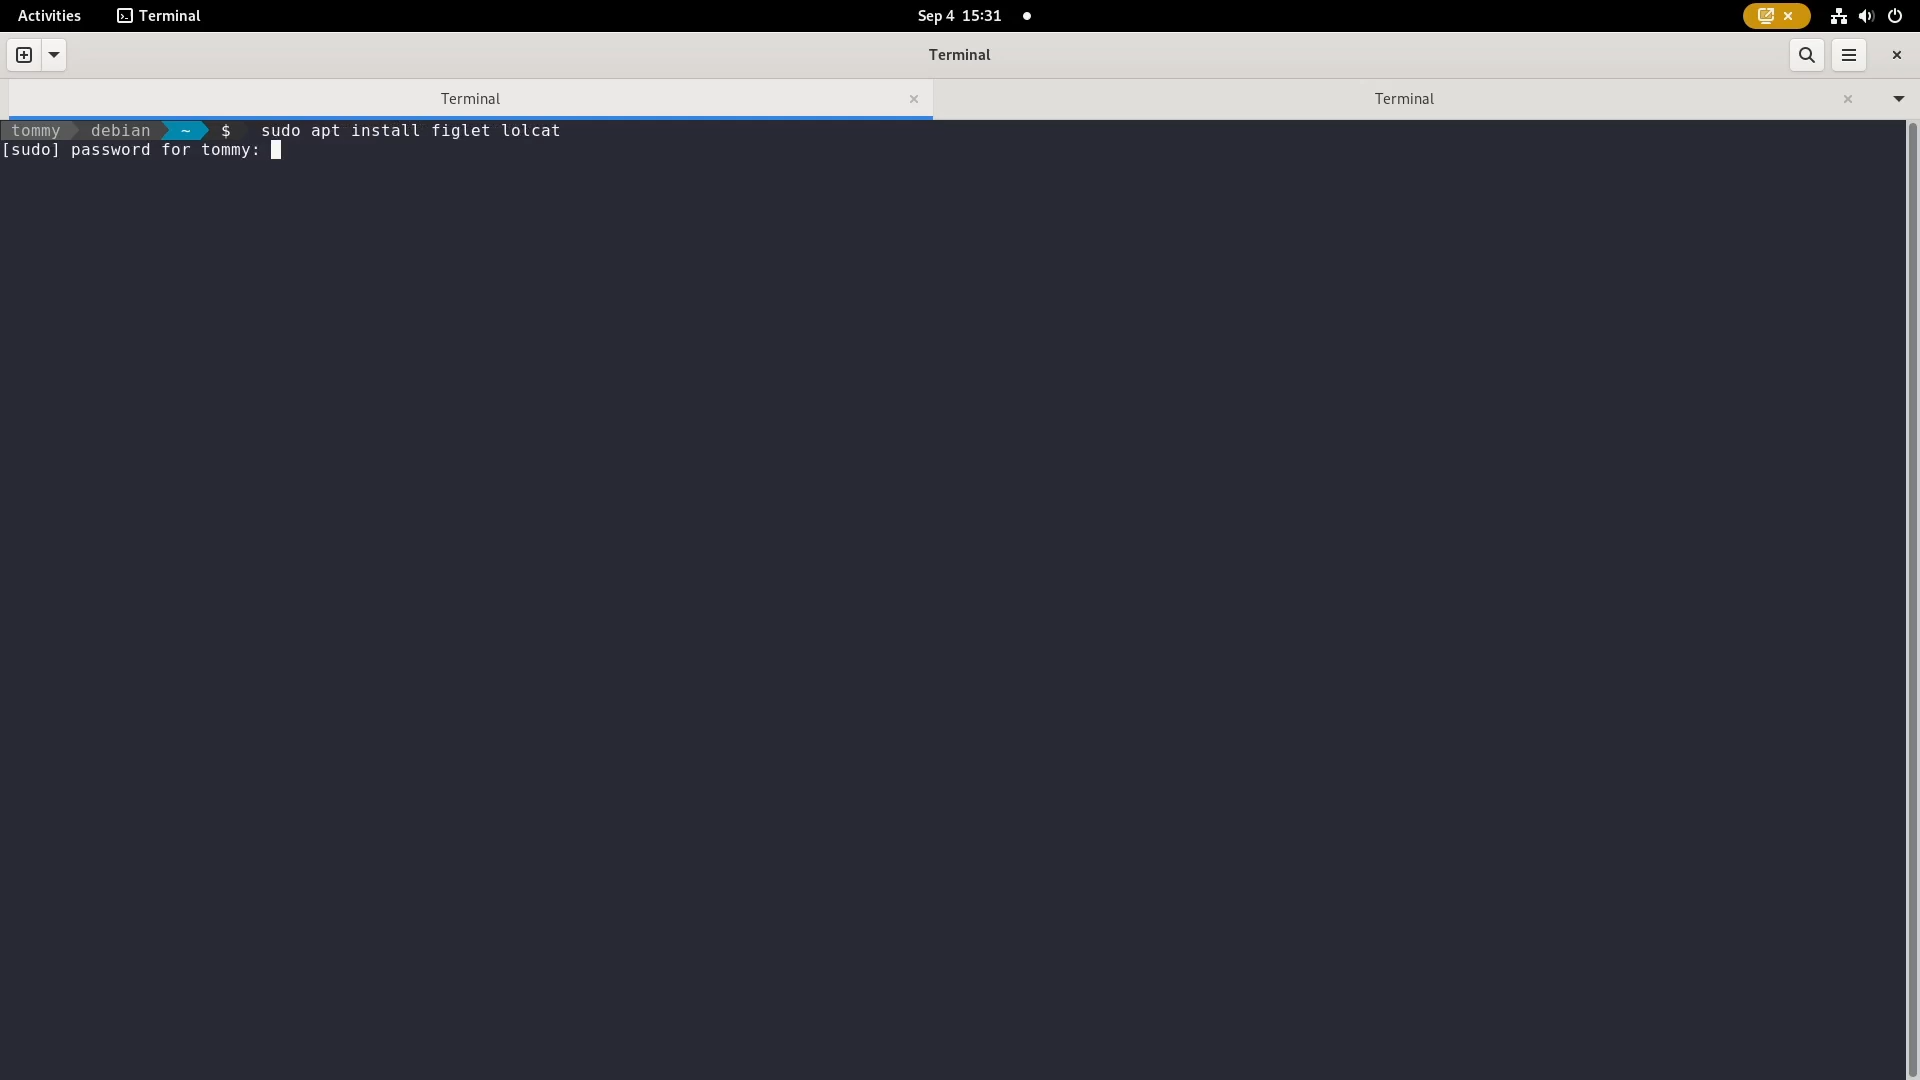 Activities Terminal Sep 4 15:31
Terminal
Terminal Terminal
tommy debian ~ $ sudo apt install figlet lolcat
[sudo] password for tommy: